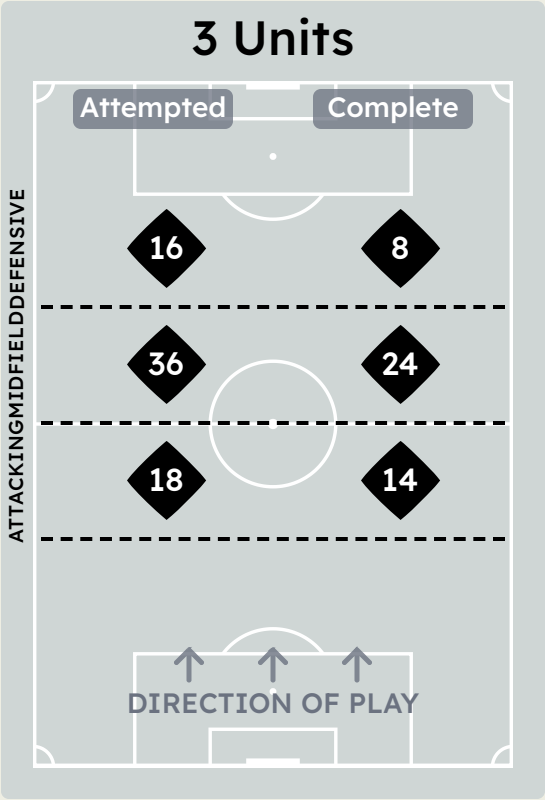 3 Units
Attempted Complete
ATTACKINGMIDFIELDDEFENSIVE
16 8
36 24
18 14
DIRECTION OF PLAY